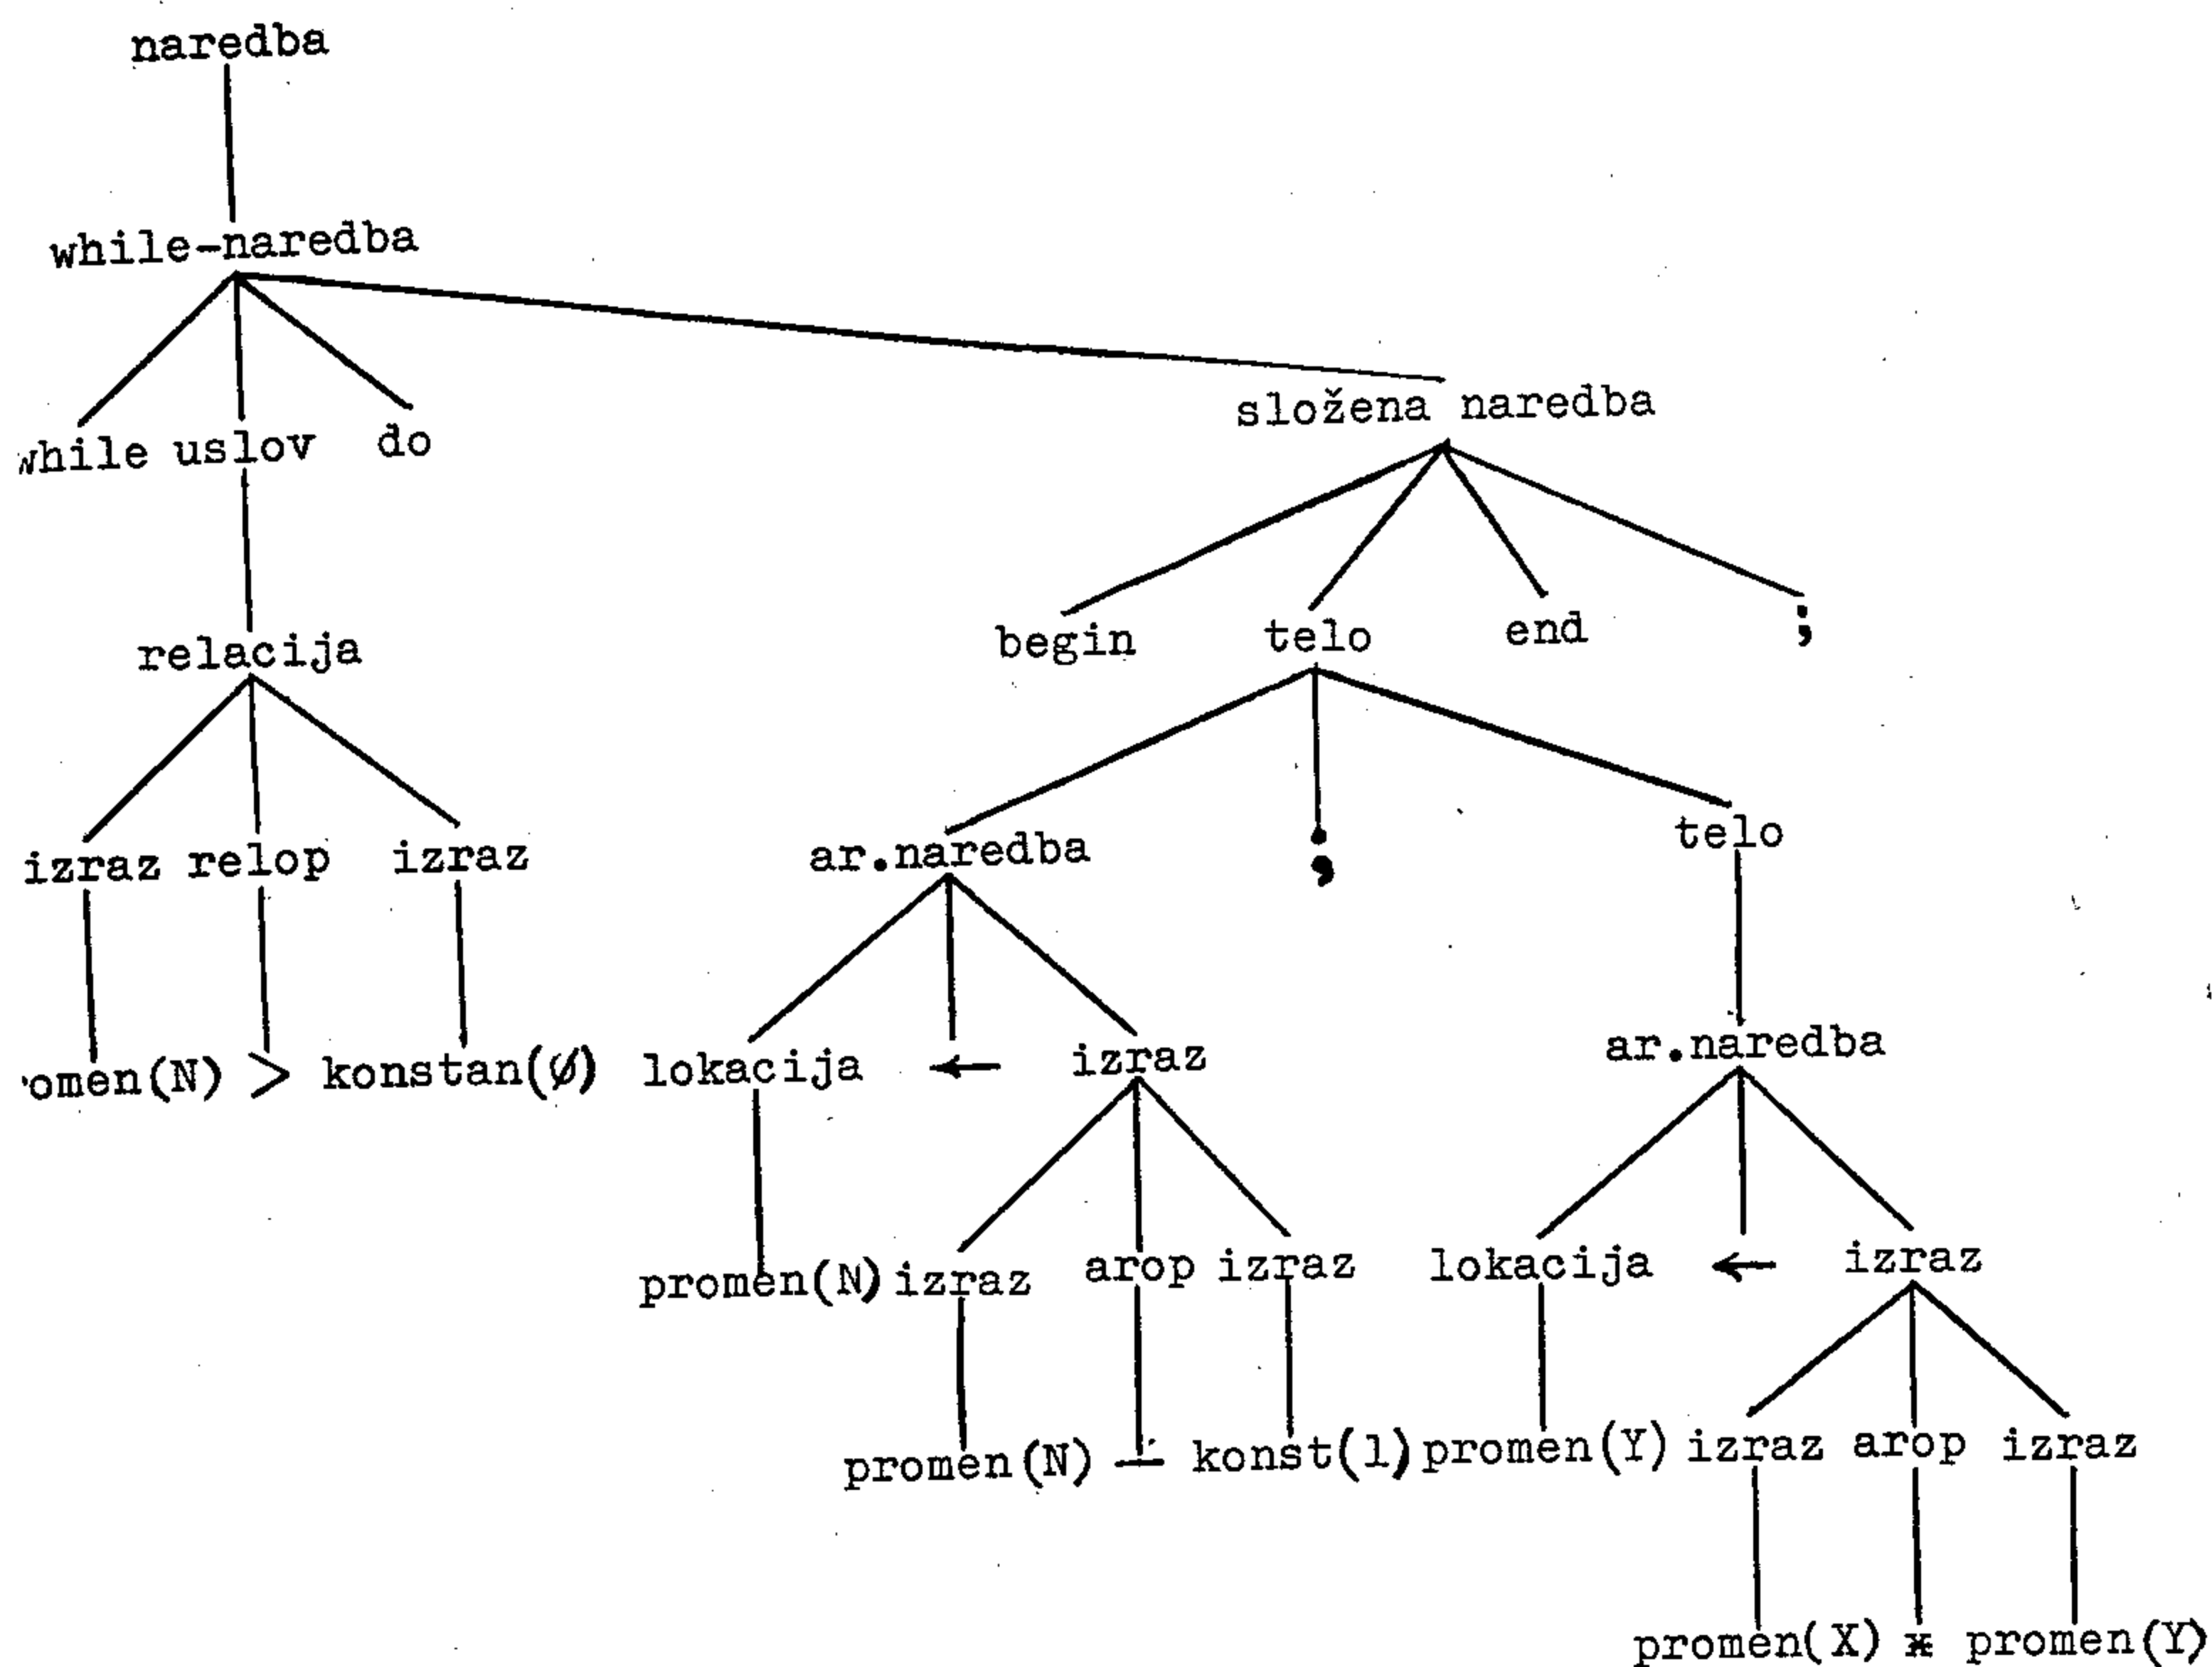 naredba
while-naredba
složena naredba
while uslov do
begin telo end ;
relacija
telo
izraz relop izraz ar.naredba ;
ar.naredba
omen(N) > konstan(∅) lokacija ← izraz
promen(N) izraz arop izraz lokacija ← izraz
promen(N) — konst(1) promen(Y) izraz arop izraz
promen(X) * promen(Y)